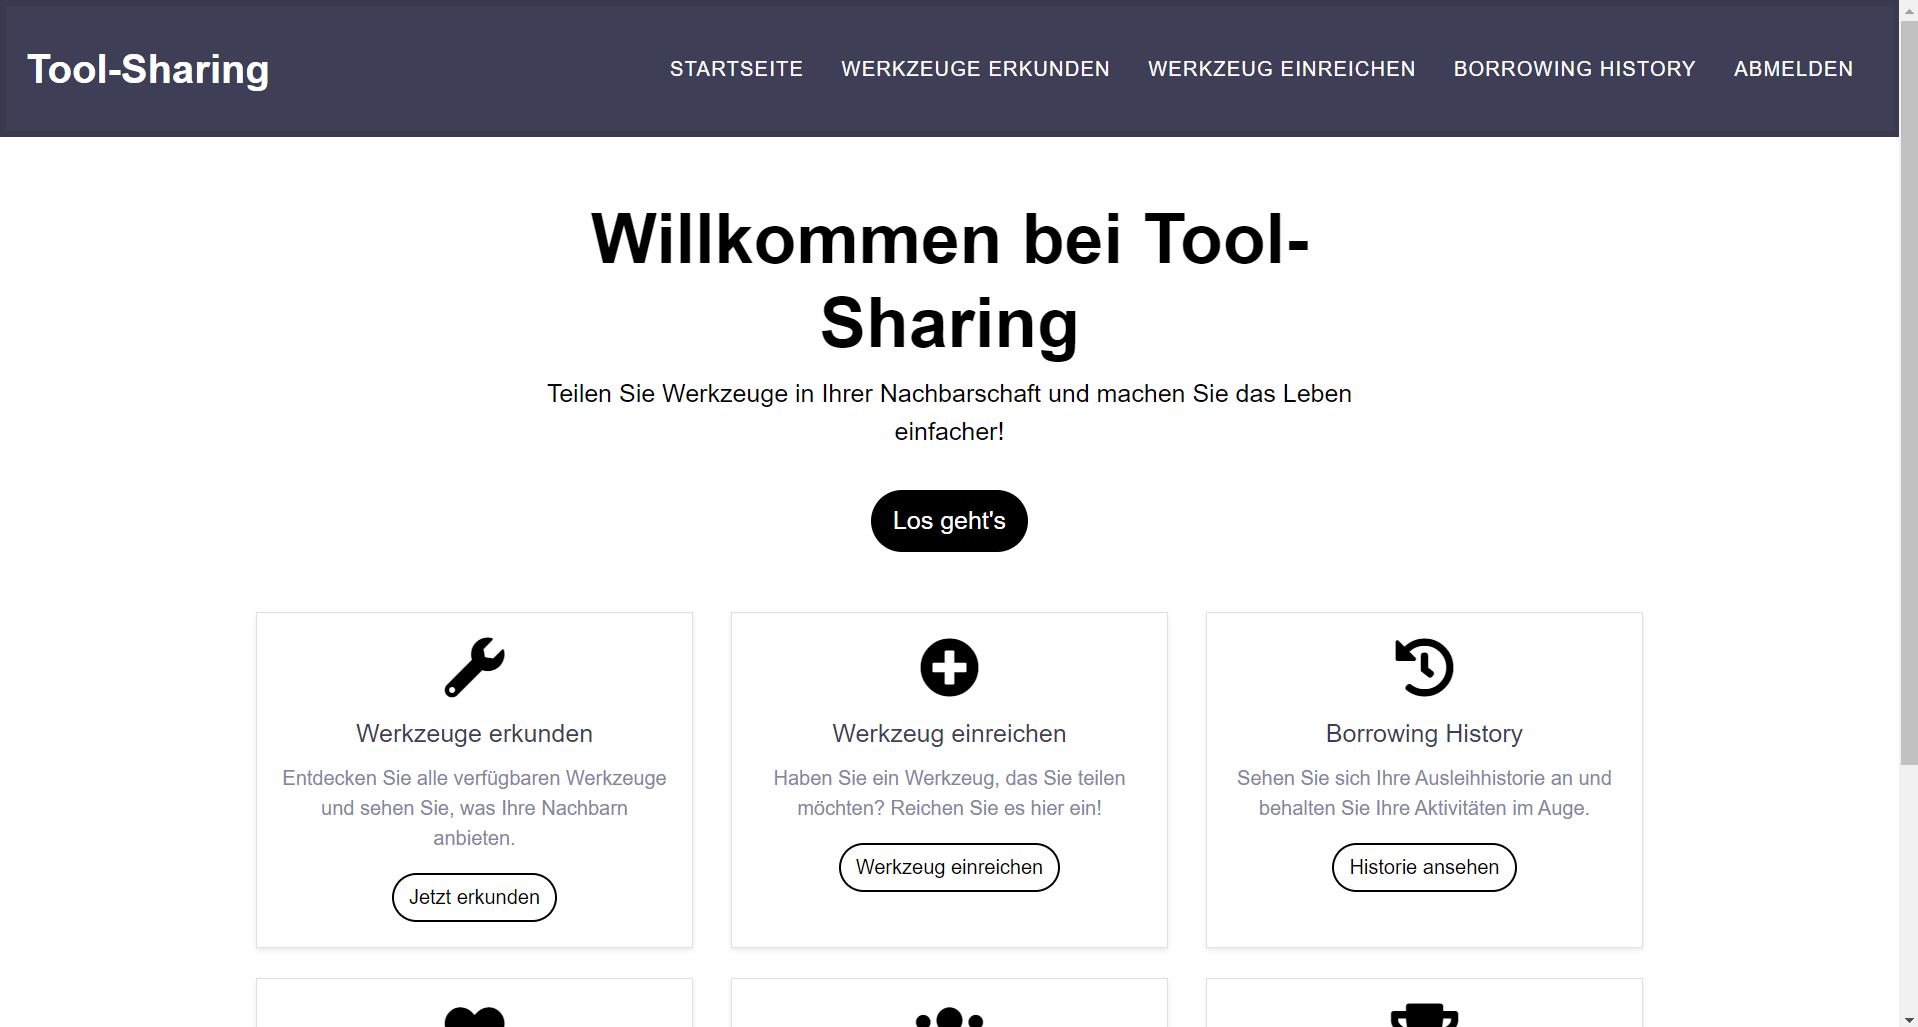 Tool-Sharing
STARTSEITE WERKZEUGE ERKUNDEN WERKZEUG EINREICHEN BORROWING HISTORY ABMELDEN
Willkommen bei Tool-
Sharing
Teilen Sie Werkzeuge in Ihrer Nachbarschaft und machen Sie das Leben
einfacher!
Los geht's
Werkzeuge erkunden
Entdecken Sie alle verfügbaren Werkzeuge
und sehen Sie, was Ihre Nachbarn
anbieten.
Jetzt erkunden
Werkzeug einreichen
Haben Sie ein Werkzeug, das Sie teilen
möchten? Reichen Sie es hier ein!
Werkzeug einreichen
Borrowing History
Sehen Sie sich Ihre Ausleihhistorie an und
behalten Sie Ihre Aktivitäten im Auge.
Historie ansehen